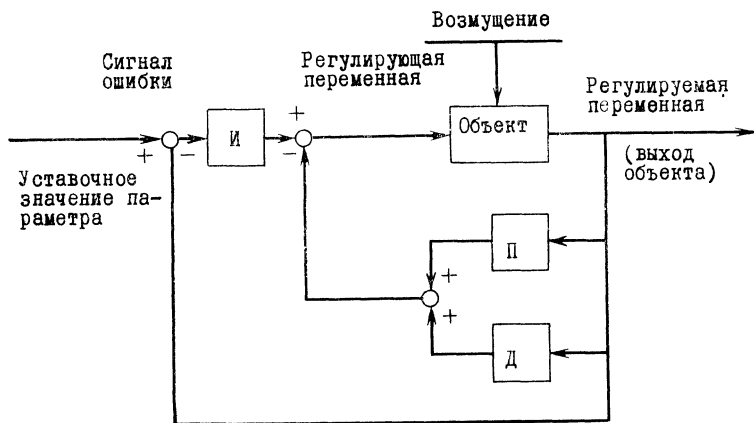 Возмущение
Сигнал
ошибки
Регулирующая
переменная
Регулируемая
переменная
+
Объект
+
−
И
−
(выход
объекта)
Уставочное
значение па-
раметра
П
+
+
Д